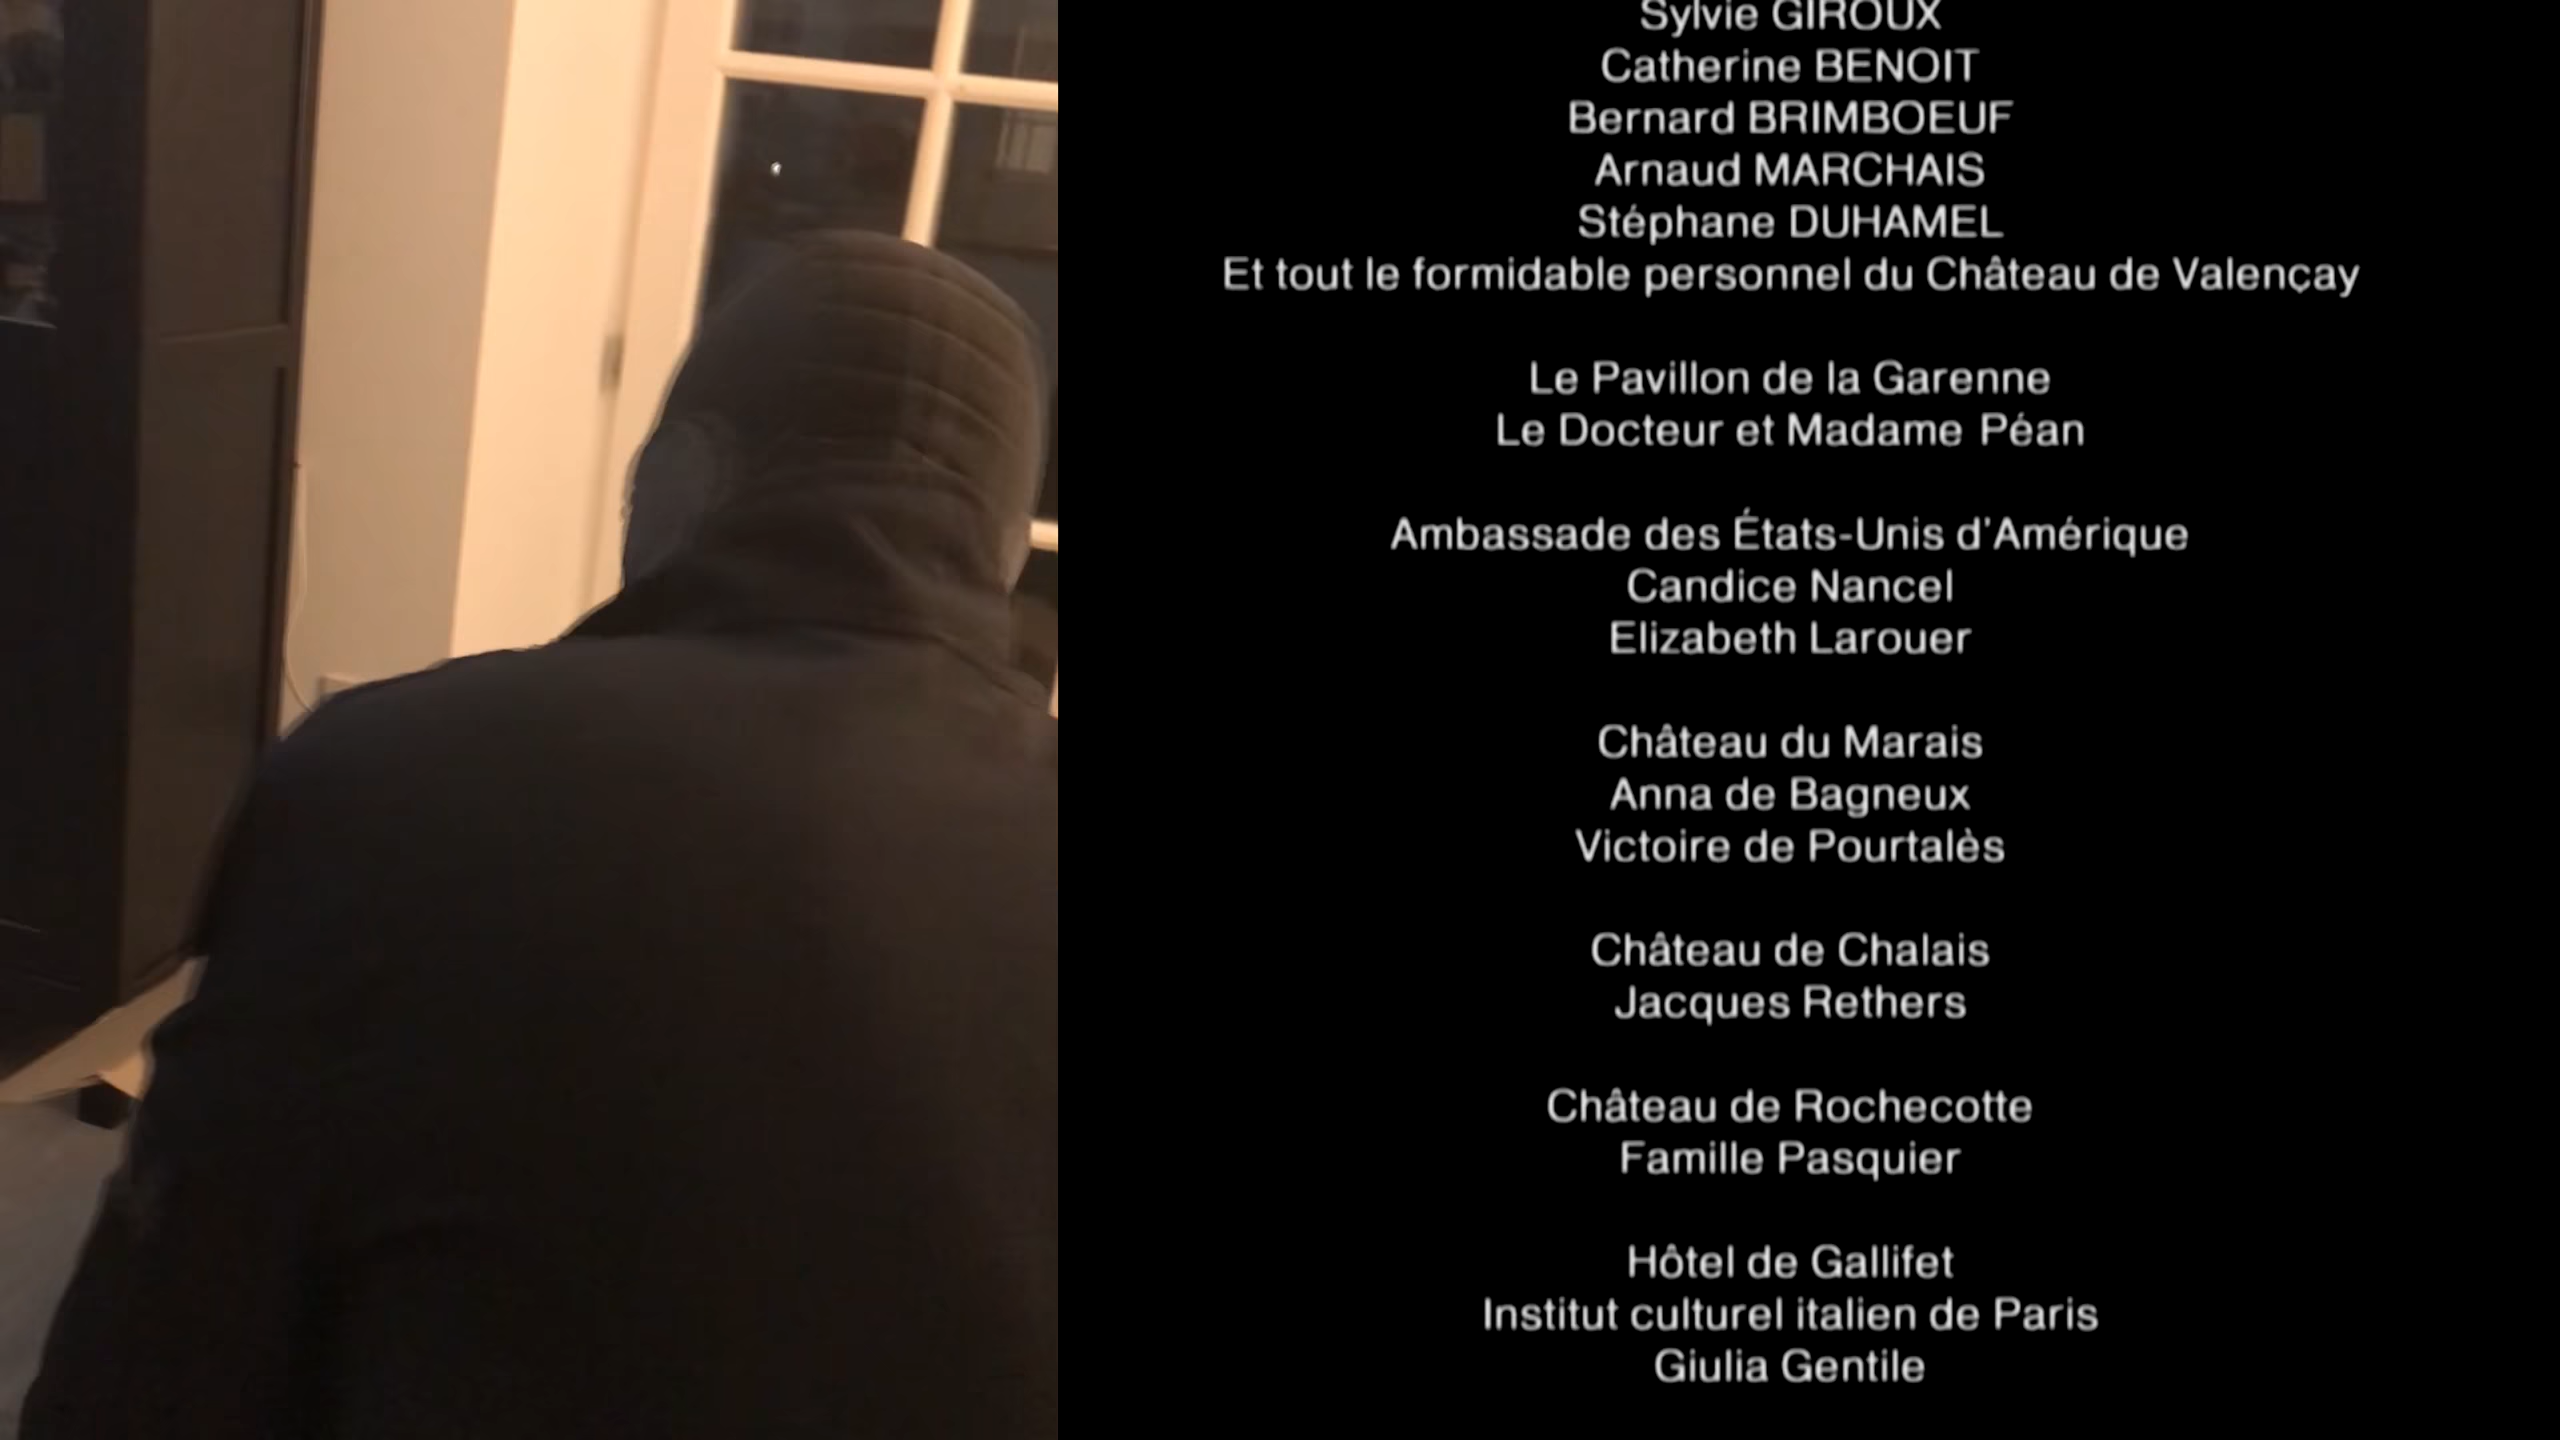 Sylvie GIROUX
Catherine BENOIT
Bernard BRIMBOEUF
Arnaud MARCHAIS
Stéphane DUHAMEL
Et tout le formidable personnel du Château de Valençay
Le Pavillon de la Garenne
Le Docteur et Madame Péan
Ambassade des États-Unis d'Amérique
Candice Nancel
Elizabeth Larouer
Château du Marais
Anna de Bagneux
Victoire de Pourtalès
Château de Chalais
Jacques Rethers
Château de Rochecotte
Famille Pasquier
Hôtel de Gallifet
Institut culturel italien de Paris
Giulia Gentile